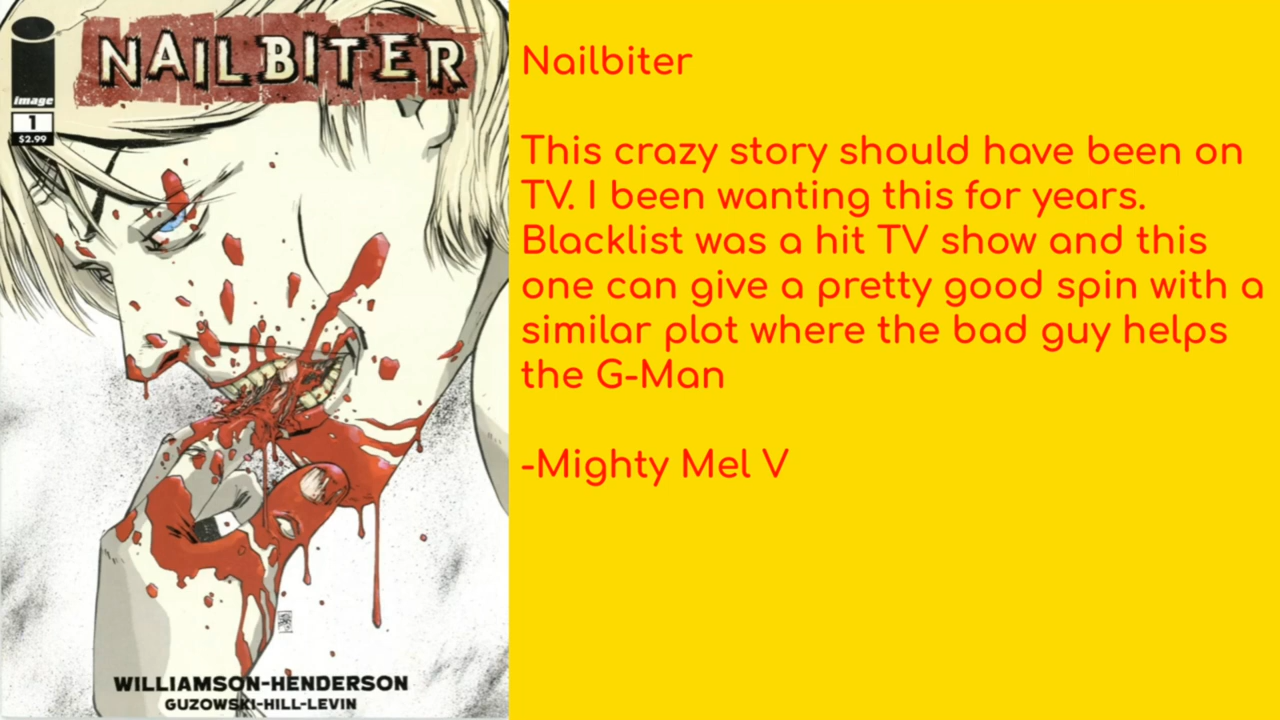 NAILBITER
image
1
$2.99
WILLIAMSON-HENDERSON
GUZOWSKI-HILL-LEVIN
Nailbiter
This crazy story should have been on
TV. I been wanting this for years.
Blacklist was a hit TV show and this
one can give a pretty good spin with a
similar plot where the bad guy helps
the G-Man
-Mighty Mel V